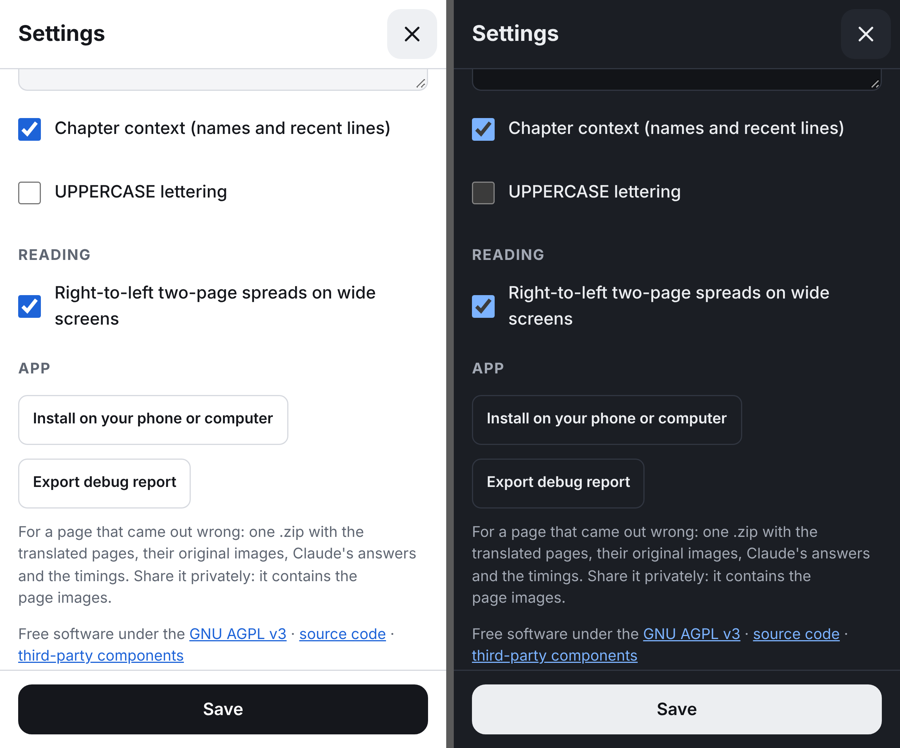 Settings
Chapter context (names and recent lines)
UPPERCASE lettering
READING
Right-to-left two-page spreads on wide
screens
APP
Install on your phone or computer
Export debug report
For a page that came out wrong: one .zip with the
translated pages, their original images, Claude's answers
and the timings. Share it privately: it contains the
page images.
Free software under the GNU AGPL v3 · source code ·
third-party components
Save
Settings
Chapter context (names and recent lines)
UPPERCASE lettering
READING
Right-to-left two-page spreads on wide
screens
APP
Install on your phone or computer
Export debug report
For a page that came out wrong: one .zip with the
translated pages, their original images, Claude's answers
and the timings. Share it privately: it contains the
page images.
Free software under the GNU AGPL v3 · source code ·
third-party components
Save